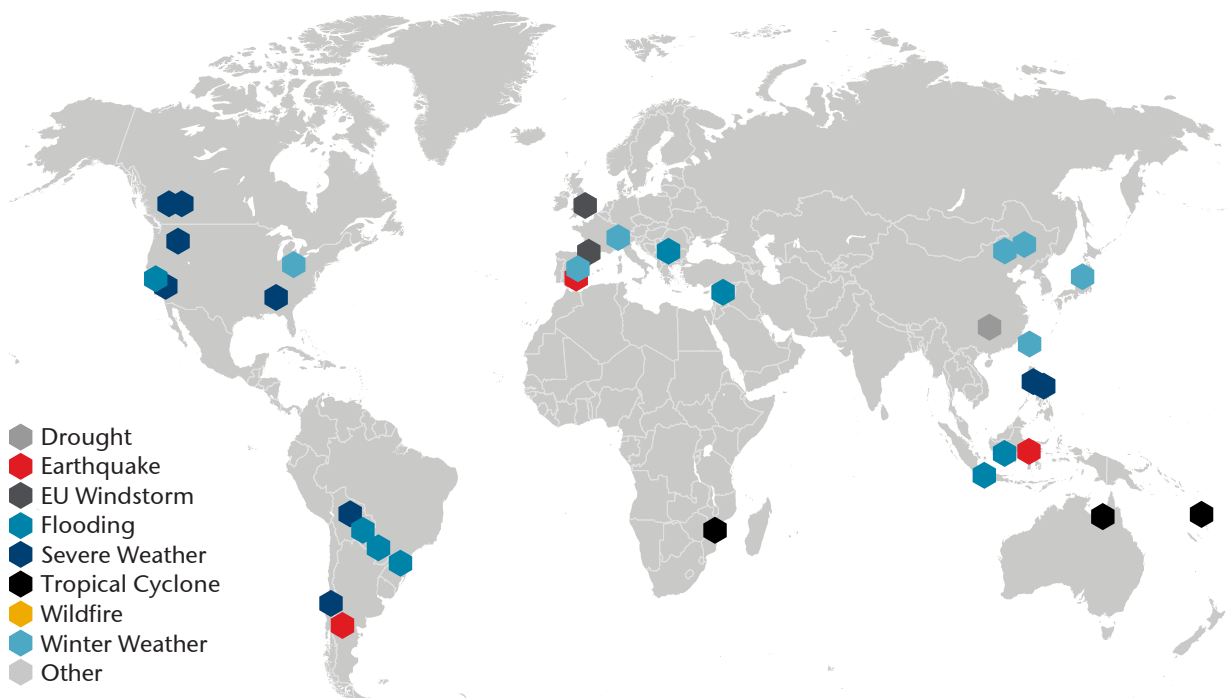 Drought
Earthquake
EU Windstorm
Flooding
Severe Weather
Tropical Cyclone
Wildfire
Winter Weather
Other